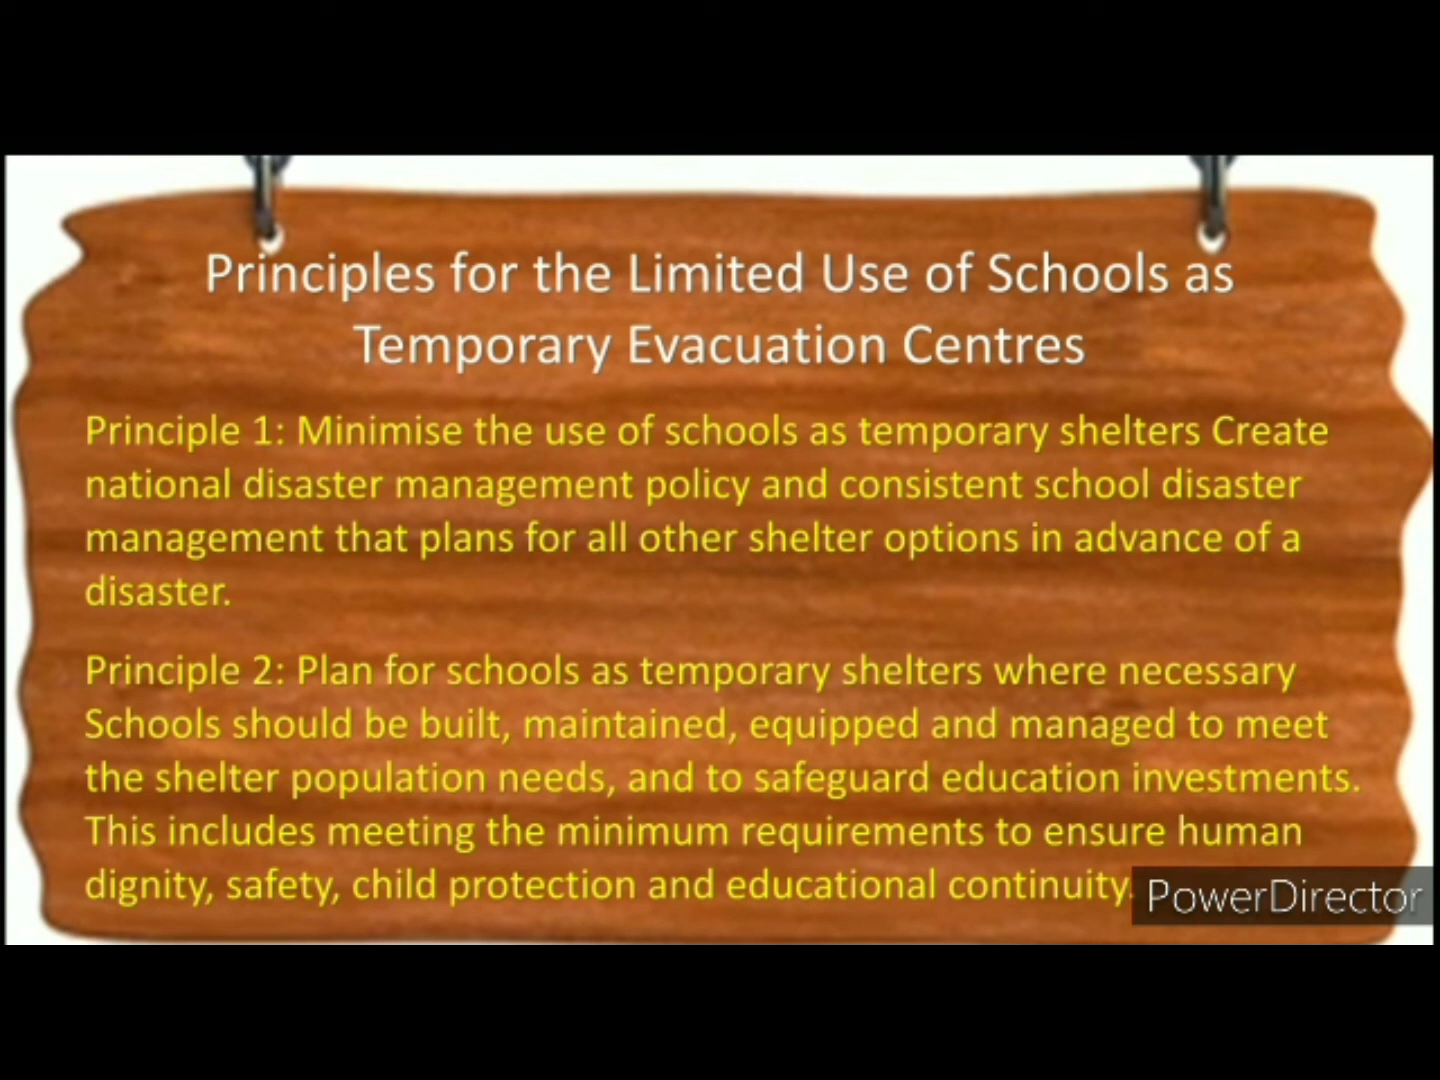 Principles for the Limited Use of Schools as
Temporary Evacuation Centres
Principle 1: Minimise the use of schools as temporary shelters Create
national disaster management policy and consistent school disaster
management that plans for all other shelter options in advance of a
disaster.
Principle 2: Plan for schools as temporary shelters where necessary
Schools should be built, maintained, equipped and managed to meet
the shelter population needs, and to safeguard education investments.
This includes meeting the minimum requirements to ensure human
dignity, safety, child protection and educational continuity.
PowerDirector